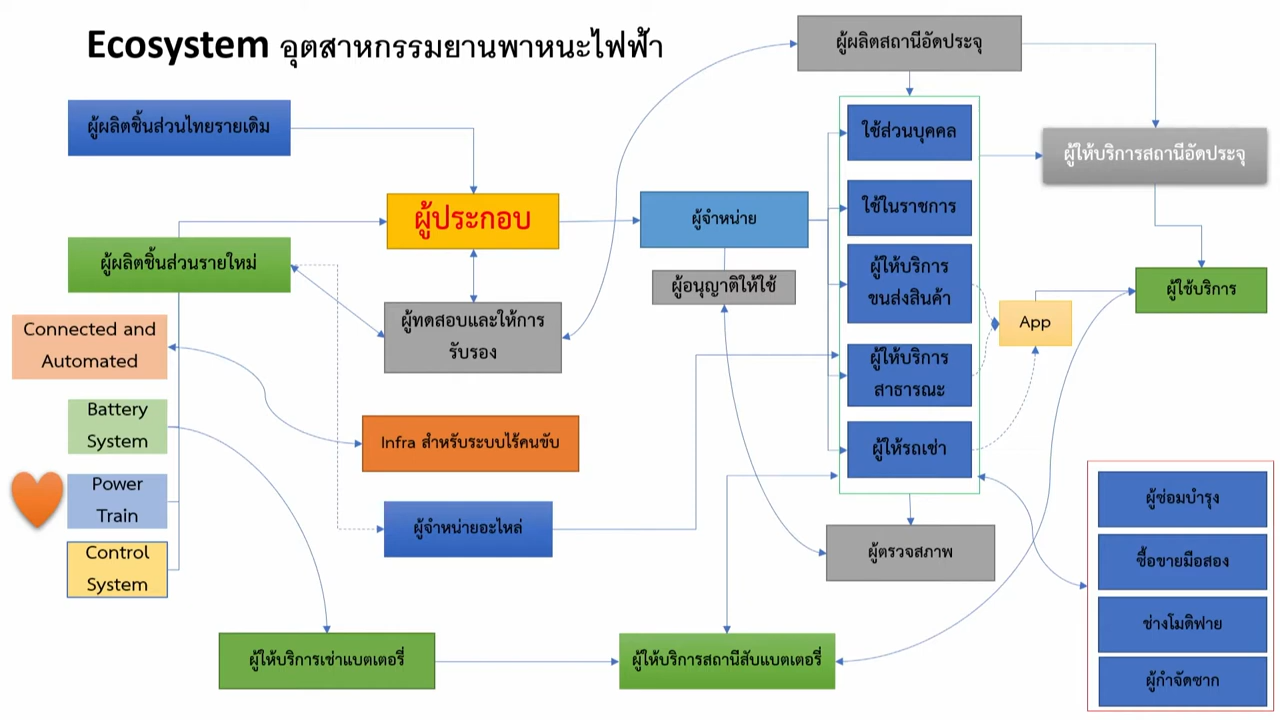 Ecosystem อุตสาหกรรมยานพาหนะไฟฟ้า
ผู้ผลิตสถานีอัดประจุ
ผู้ผลิตชิ้นส่วนไทยรายเดิม
ใช้ส่วนบุคคล
ผู้ให้บริการสถานีอัดประจุ
ผู้ประกอบ
ผู้จำหน่าย
ใช้ในราชการ
ผู้ผลิตชิ้นส่วนรายใหม่
ผู้อนุญาติให้ใช้
ผู้ให้บริการ
ขนส่งสินค้า
ผู้ใช้บริการ
Connected and
Automated
ผู้ทดสอบและให้การ
รับรอง
App
ผู้ให้บริการ
สาธารณะ
Battery
System
Infra สำหรับระบบไร้คนขับ
ผู้ให้รถเช่า
Power
Train
ผู้จำหน่ายอะไหล่
ผู้ซ่อมบำรุง
Control
System
ผู้ตรวจสภาพ
ซื้อขายมือสอง
ช่างโมดิฟาย
ผู้ให้บริการเช่าแบตเตอรี่
ผู้ให้บริการสถานีสับแบตเตอรี่
ผู้กำจัดซาก